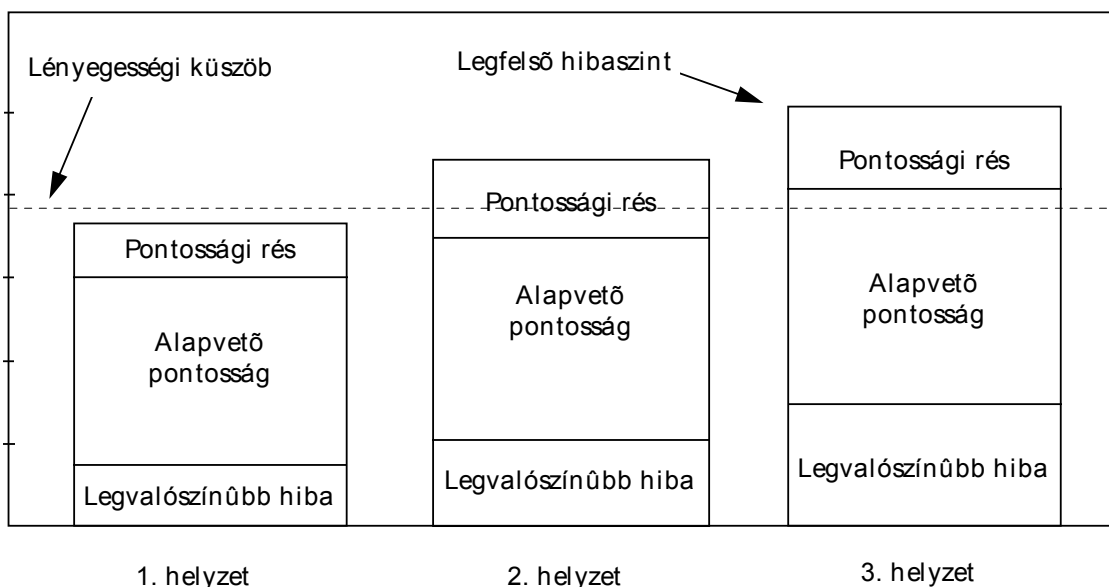 Lényegességi küszöb
Legfelsõ hibaszint
Pontossági rés
Alapvetõ
pontosság
Legvalószínûbb hiba
Pontossági rés
Alapvetõ
pontosság
Legvalószínûbb hiba
Pontossági rés
Alapvetõ
pontosság
Legvalószínûbb hiba
1. helyzet
2. helyzet
3. helyzet